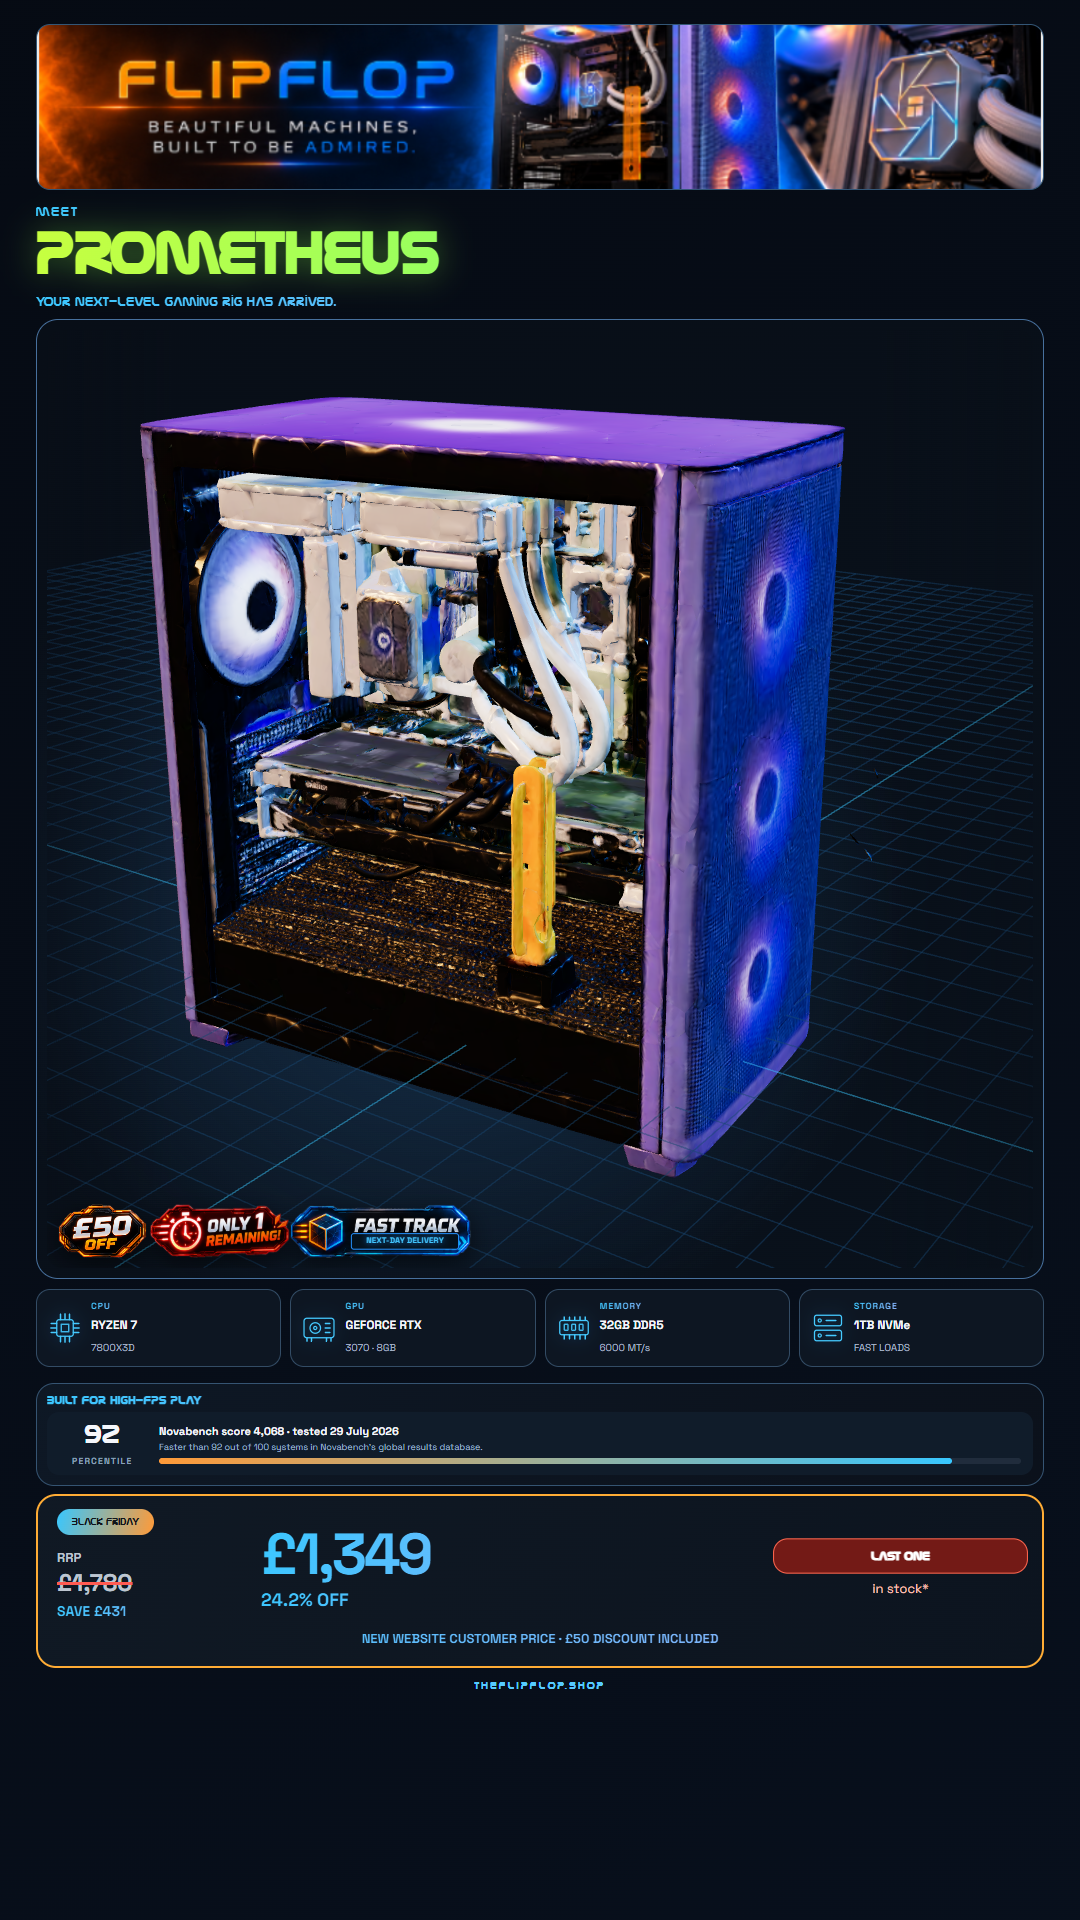 FLIPFLOP
BEAUTIFUL MACHINES,
BUILT TO BE ADMIRED.
MEET
PROMETHEUS
YOUR NEXT-LEVEL GAMING RIG HAS ARRIVED.
£50 OFF
ONLY 1 REMAINING!
FAST TRACK
NEXT-DAY DELIVERY
CPU
RYZEN 7
7800X3D
GPU
GEFORCE RTX
3070 · 8GB
MEMORY
32GB DDR5
6000 MT/s
STORAGE
1TB NVMe
FAST LOADS
BUILT FOR HIGH-FPS PLAY
92
PERCENTILE
Novabench score 4,068 · tested 29 July 2026
Faster than 92 out of 100 systems in Novabench's global results database.
BLACK FRIDAY
RRP
£1,780
SAVE £431
£1,349
24.2% OFF
LAST ONE
in stock*
NEW WEBSITE CUSTOMER PRICE · £50 DISCOUNT INCLUDED
THEFLIPFLOP.SHOP